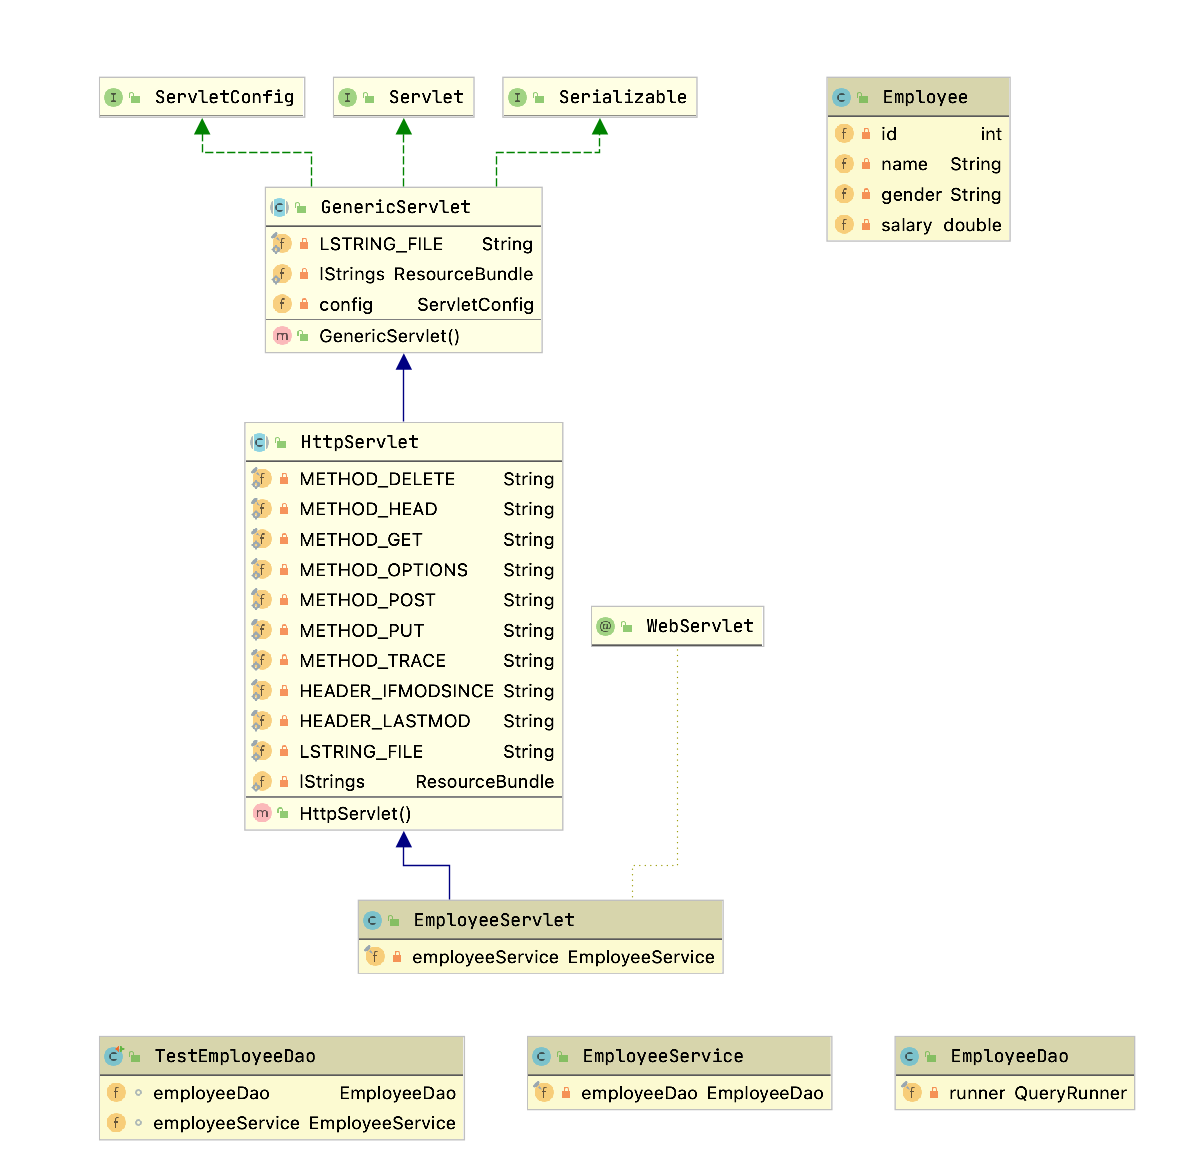 ServletConfig
Servlet
Serializable
Employee
id int
name String
gender String
salary double
GenericServlet
LSTRING_FILE String
lStrings ResourceBundle
config ServletConfig
GenericServlet()
HttpServlet
METHOD_DELETE String
METHOD_HEAD String
METHOD_GET String
METHOD_OPTIONS String
METHOD_POST String
METHOD_PUT String
METHOD_TRACE String
HEADER_IFMODSINCE String
HEADER_LASTMOD String
LSTRING_FILE String
lStrings ResourceBundle
HttpServlet()
WebServlet
EmployeeServlet
employeeService EmployeeService
TestEmployeeDao
employeeDao EmployeeDao
employeeService EmployeeService
EmployeeService
employeeDao EmployeeDao
EmployeeDao
runner QueryRunner